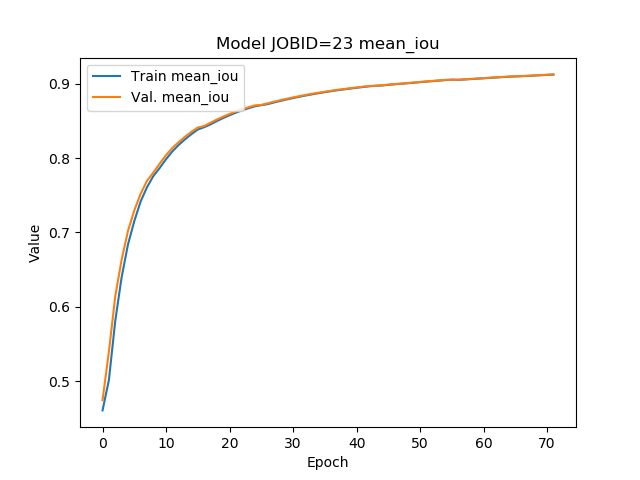 Model JOBID=23 mean_iou
Train mean_iou
Val. mean_iou
0.9
0.8
0.7
0.6
0.5
Value
0 10 20 30 40 50 60 70
Epoch